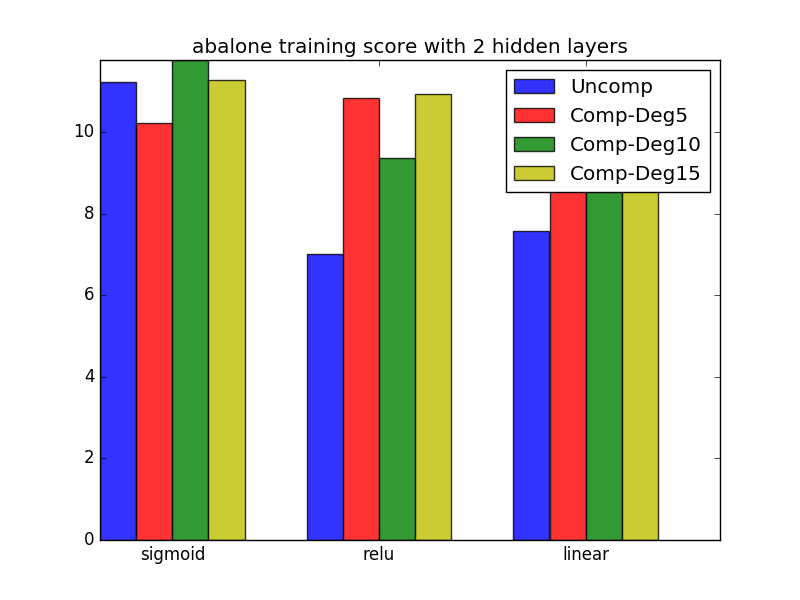 abalone training score with 2 hidden layers
Uncomp
Comp-Deg5
Comp-Deg10
Comp-Deg15
10
8
6
4
2
0
sigmoid relu linear